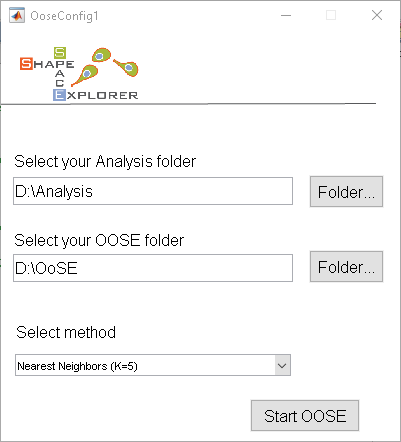 OoseConfig1
SHAPE
SPACE
EXPLORER
Select your Analysis folder
D:\Analysis
Folder...
Select your OOSE folder
D:\OoSE
Folder...
Select method
Nearest Neighbors (K=5)
Start OOSE